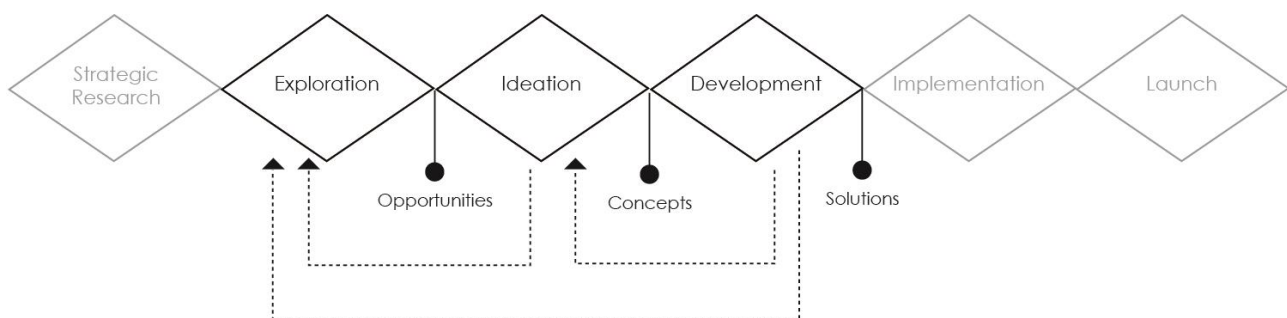 Strategic
Research
Exploration
Ideation
Development
Implementation
Launch
Opportunities
Concepts
Solutions